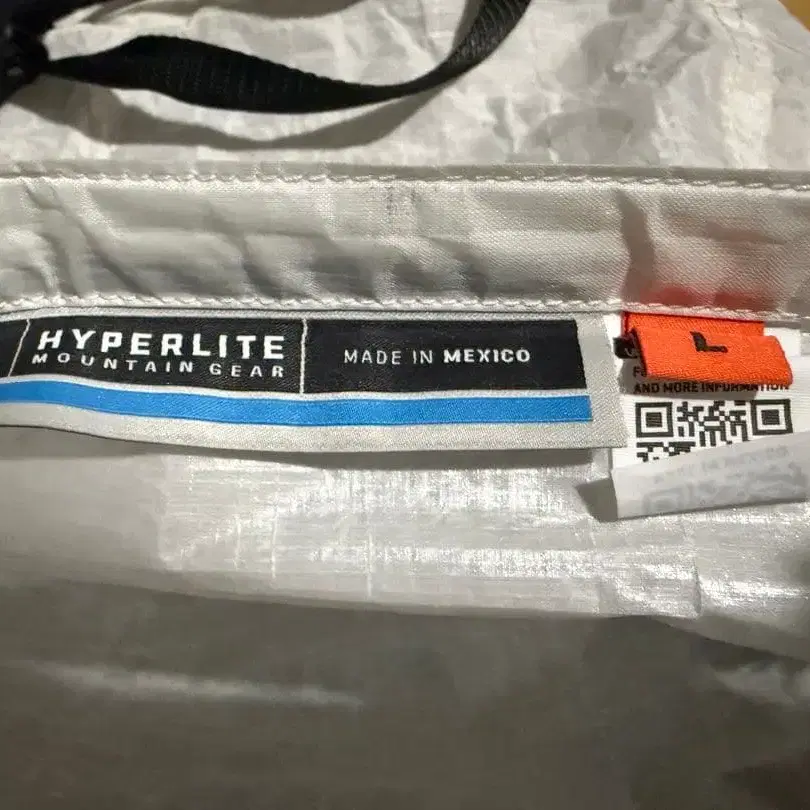 HYPERLITE
MOUNTAIN GEAR
MADE IN MEXICO
L
AND MORE INFORMATION